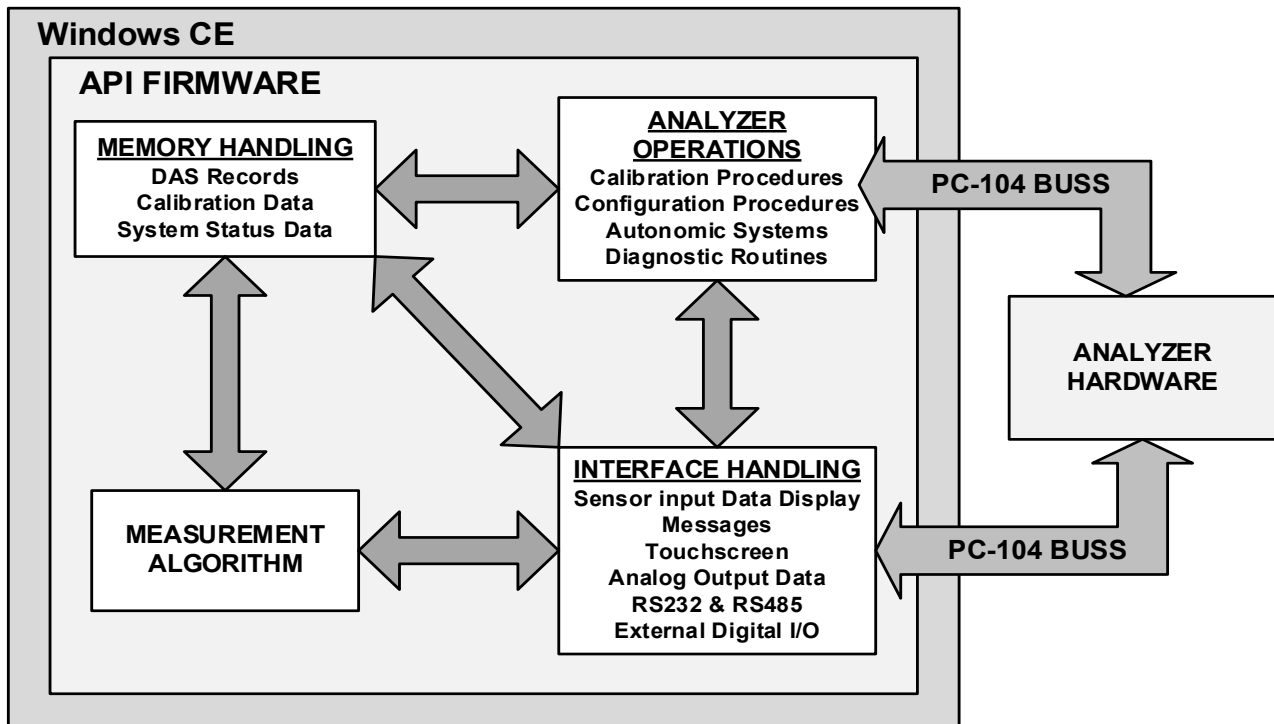 Windows CE
API FIRMWARE
MEMORY HANDLING
DAS Records
Calibration Data
System Status Data
ANALYZER
OPERATIONS
Calibration Procedures
Configuration Procedures
Autonomic Systems
Diagnostic Routines
PC-104 BUSS
ANALYZER
HARDWARE
MEASUREMENT
ALGORITHM
INTERFACE HANDLING
Sensor input Data Display
Messages
Touchscreen
Analog Output Data
RS232 & RS485
External Digital I/O
PC-104 BUSS